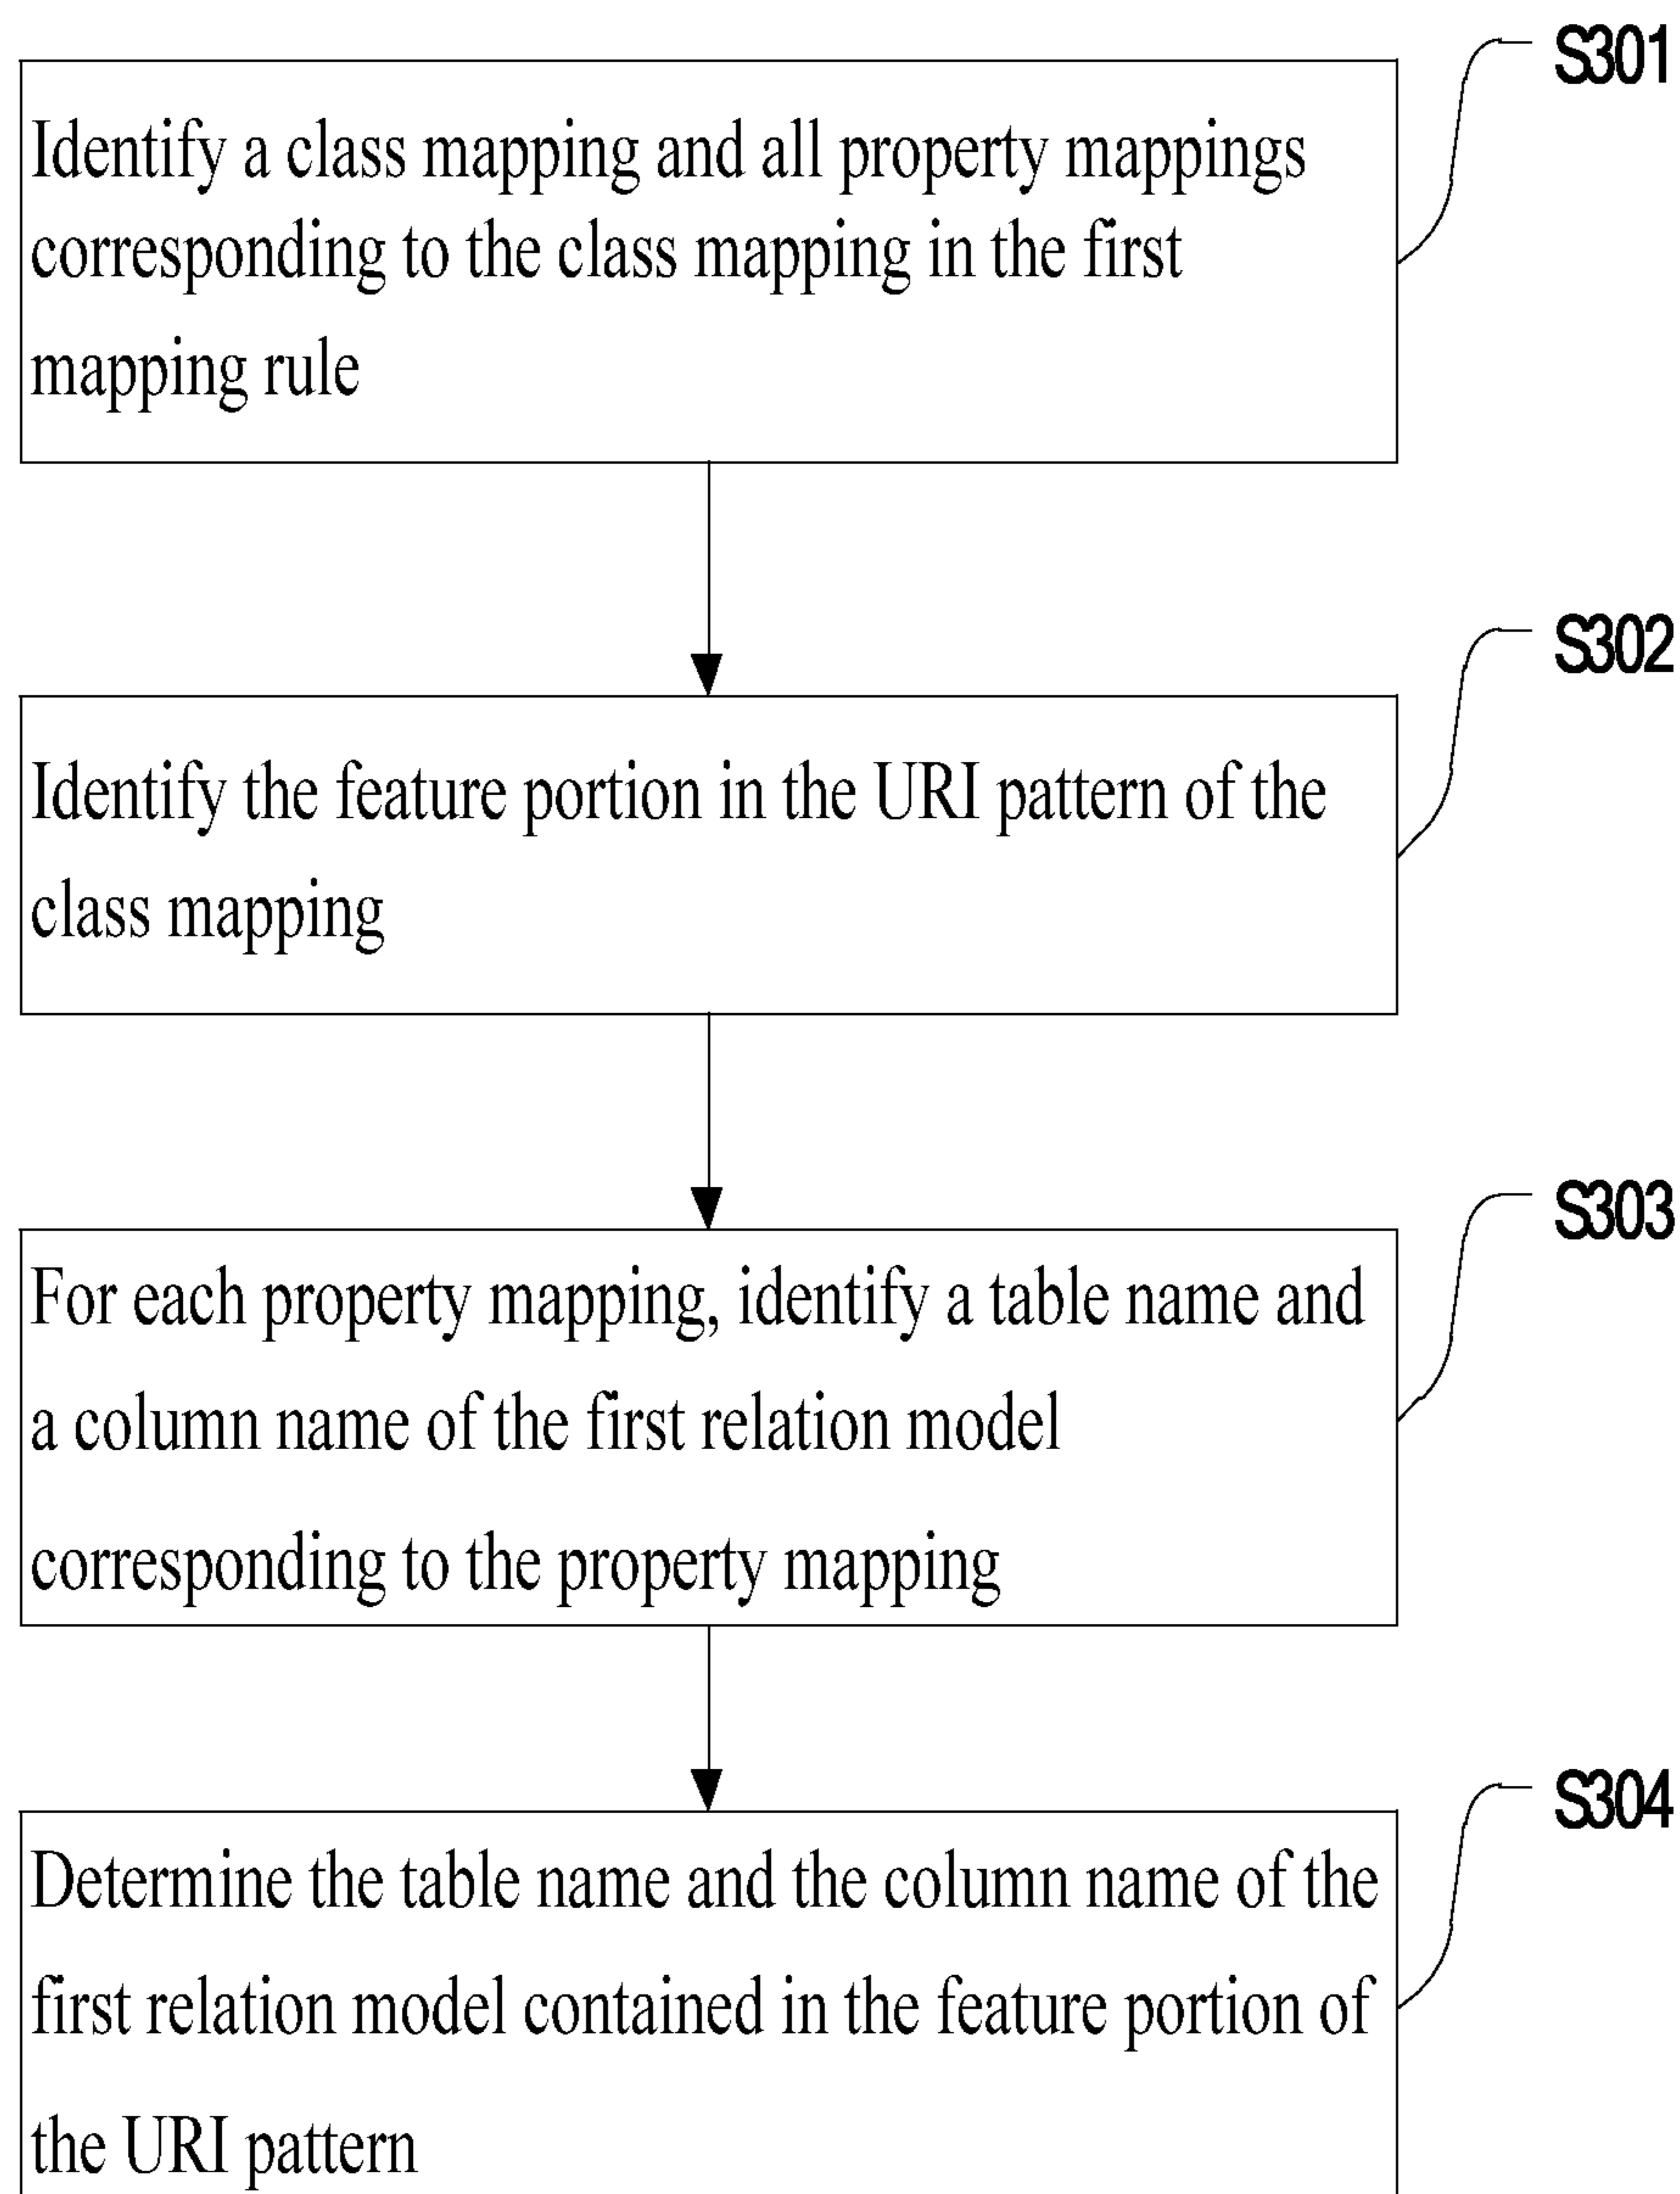 S301
Identify a class mapping and all property mappings
corresponding to the class mapping in the first
mapping rule
S302
Identify the feature portion in the URI pattern of the
class mapping
S303
For each property mapping, identify a table name and
a column name of the first relation model
corresponding to the property mapping
S304
Determine the table name and the column name of the
first relation model contained in the feature portion of
the URI pattern